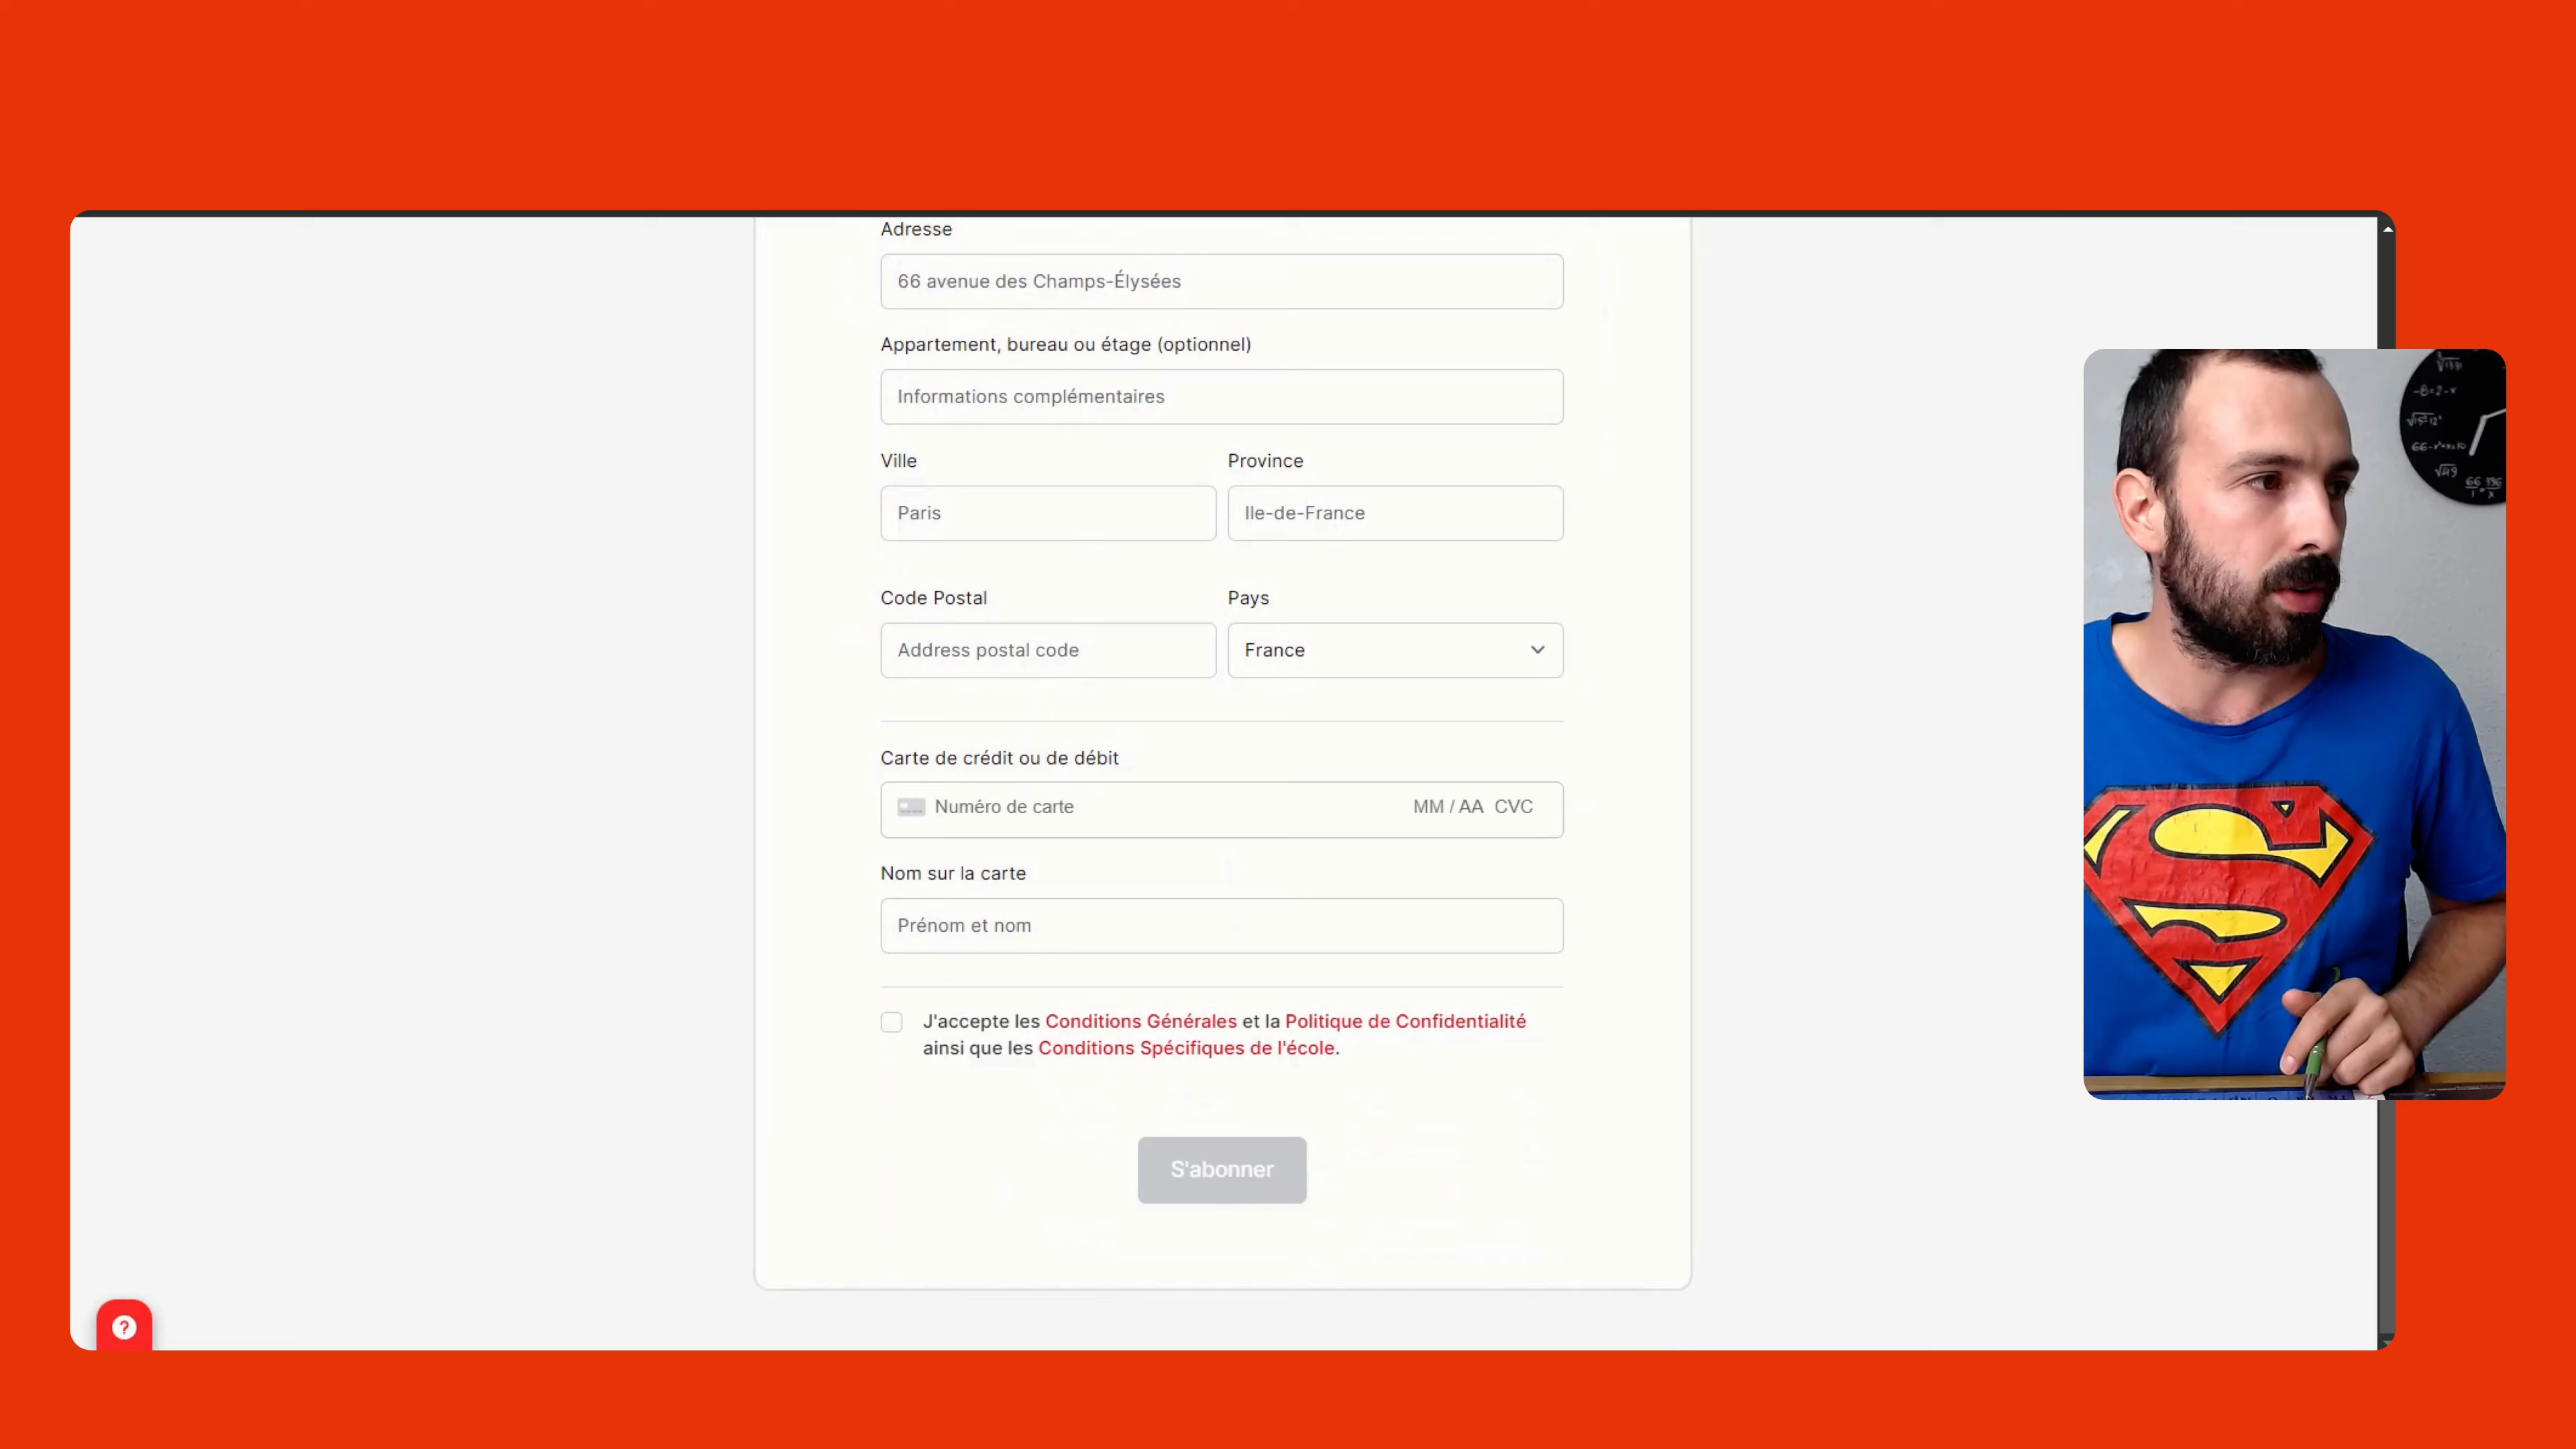 Adresse
66 avenue des Champs-Élysées
Appartement, bureau ou étage (optionnel)
Informations complémentaires
Ville Province
Paris Ile-de-France
Code Postal Pays
Address postal code France
Carte de crédit ou de débit
Numéro de carte MM / AA CVC
Nom sur la carte
Prénom et nom
J'accepte les Conditions Générales et la Politique de Confidentialité
ainsi que les Conditions Spécifiques de l'école.
S'abonner
?
-8=2-x
√49
S